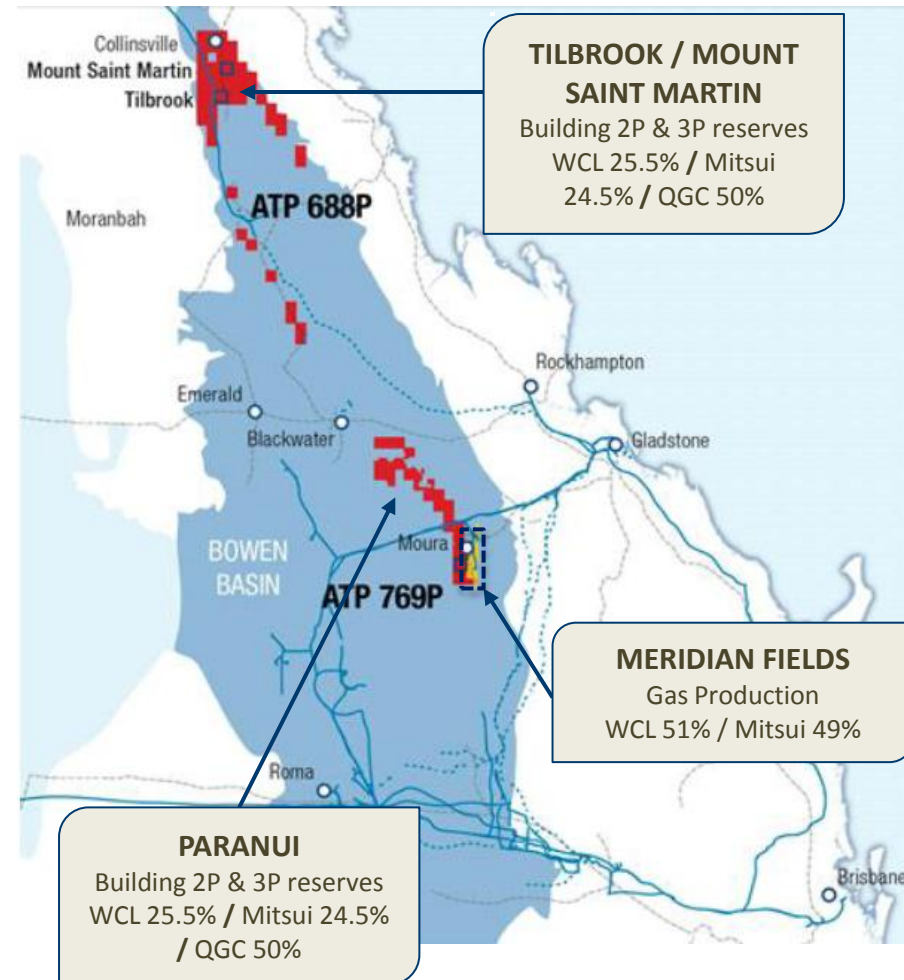 Collinsville
Mount Saint Martin
Tilbrook
TILBROOK / MOUNT
SAINT MARTIN
Building 2P & 3P reserves
WCL 25.5% / Mitsui
24.5% / QGC 50%
ATP 688P
Moranbah
Rockhampton
Emerald
Blackwater
Gladstone
BOWEN
BASIN
Moura
ATP 769P
MERIDIAN FIELDS
Gas Production
WCL 51% / Mitsui 49%
Roma
PARANUI
Building 2P & 3P reserves
WCL 25.5% / Mitsui 24.5%
/ QGC 50%
Brisbane